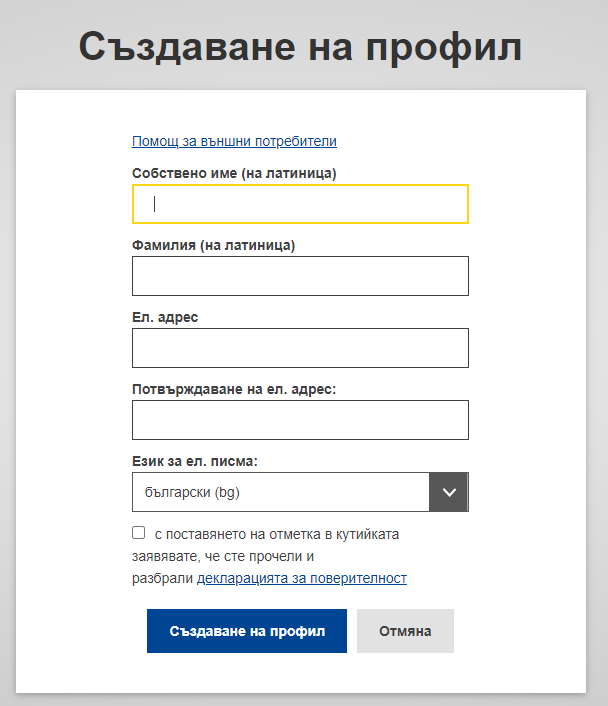 Създаване на профил
Помощ за външни потребители
Собствено име (на латиница)
Фамилия (на латиница)
Ел. адрес
Потвърждаване на ел. адрес:
Език за ел. писма:
български (bg)
с поставянето на отметка в кутийката
заявявате, че сте прочели и
разбрали декларацията за поверителност
Създаване на профил
Отмяна